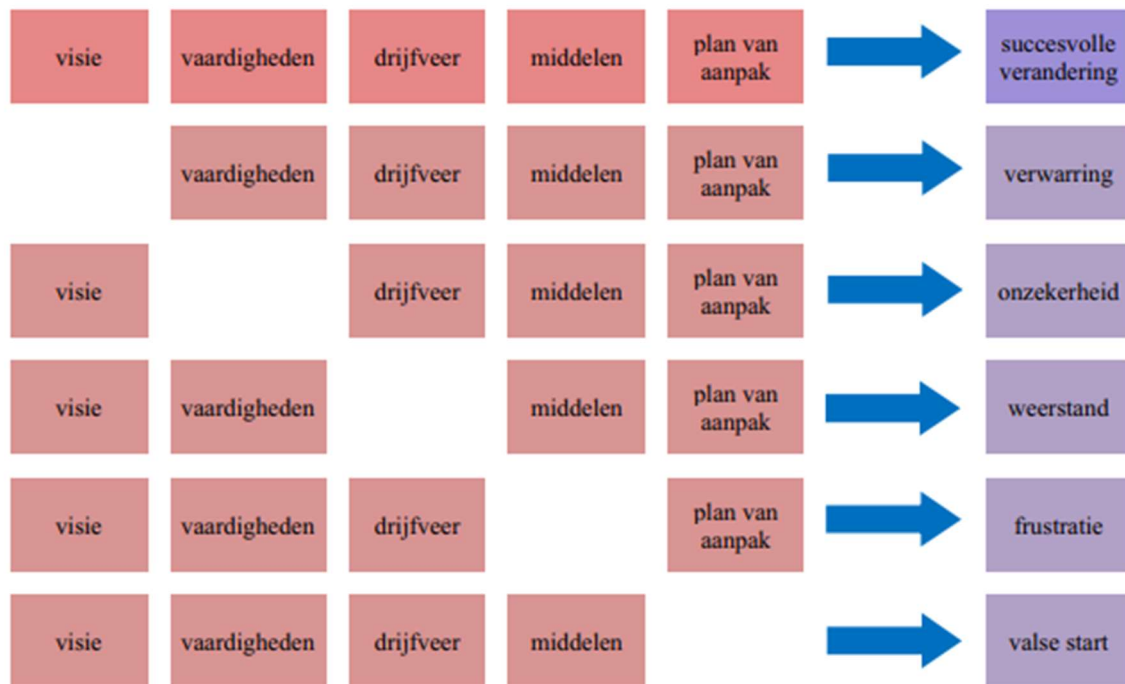 visie vaardigheden drijfveer middelen plan van aanpak succesvolle verandering
vaardigheden drijfveer middelen plan van aanpak verwarring
visie drijfveer middelen plan van aanpak onzekerheid
visie vaardigheden middelen plan van aanpak weerstand
visie vaardigheden drijfveer plan van aanpak frustratie
visie vaardigheden drijfveer middelen valse start